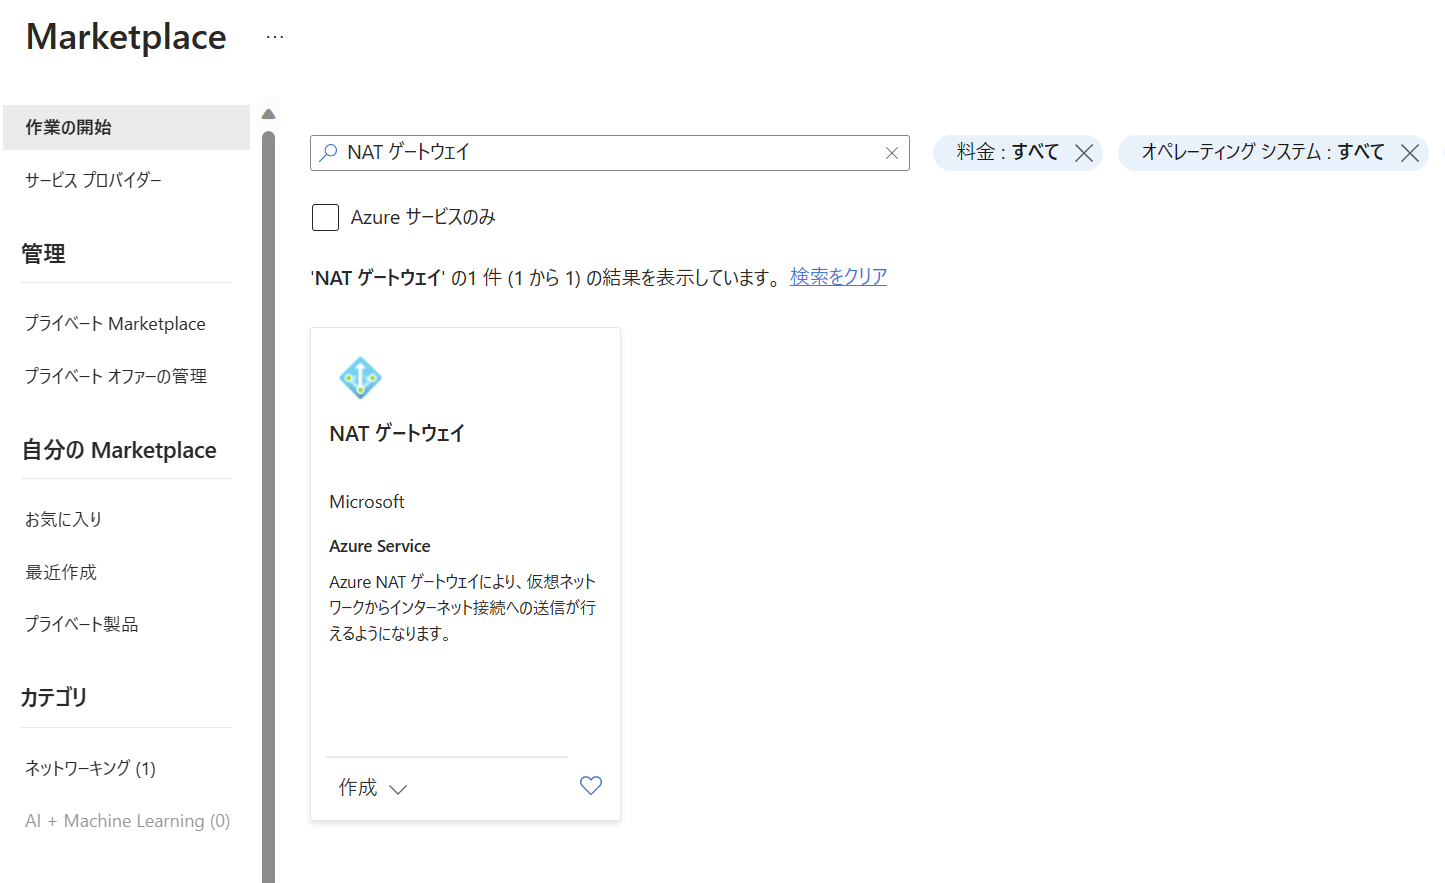 Marketplace ...
作業の開始
サービス プロバイダー
管理
プライベート Marketplace
プライベート オファーの管理
自分の Marketplace
お気に入り
最近作成
プライベート製品
カテゴリ
ネットワーキング (1)
AI + Machine Learning (0)
NAT ゲートウェイ
料金 : すべて
オペレーティング システム : すべて
Azure サービスのみ
'NAT ゲートウェイ' の1 件 (1 から 1) の結果を表示しています。 検索をクリア
NAT ゲートウェイ
Microsoft
Azure Service
Azure NAT ゲートウェイにより、仮想ネット
ワークからインターネット接続への送信が行
えるようになります。
作成